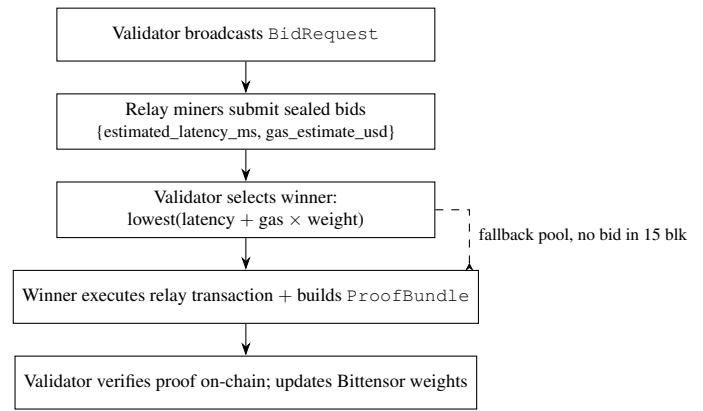 Validator broadcasts BidRequest
Relay miners submit sealed bids
{estimated_latency_ms, gas_estimate_usd}
Validator selects winner:
lowest(latency + gas × weight)
fallback pool, no bid in 15 blk
Winner executes relay transaction + builds ProofBundle
Validator verifies proof on-chain; updates Bittensor weights